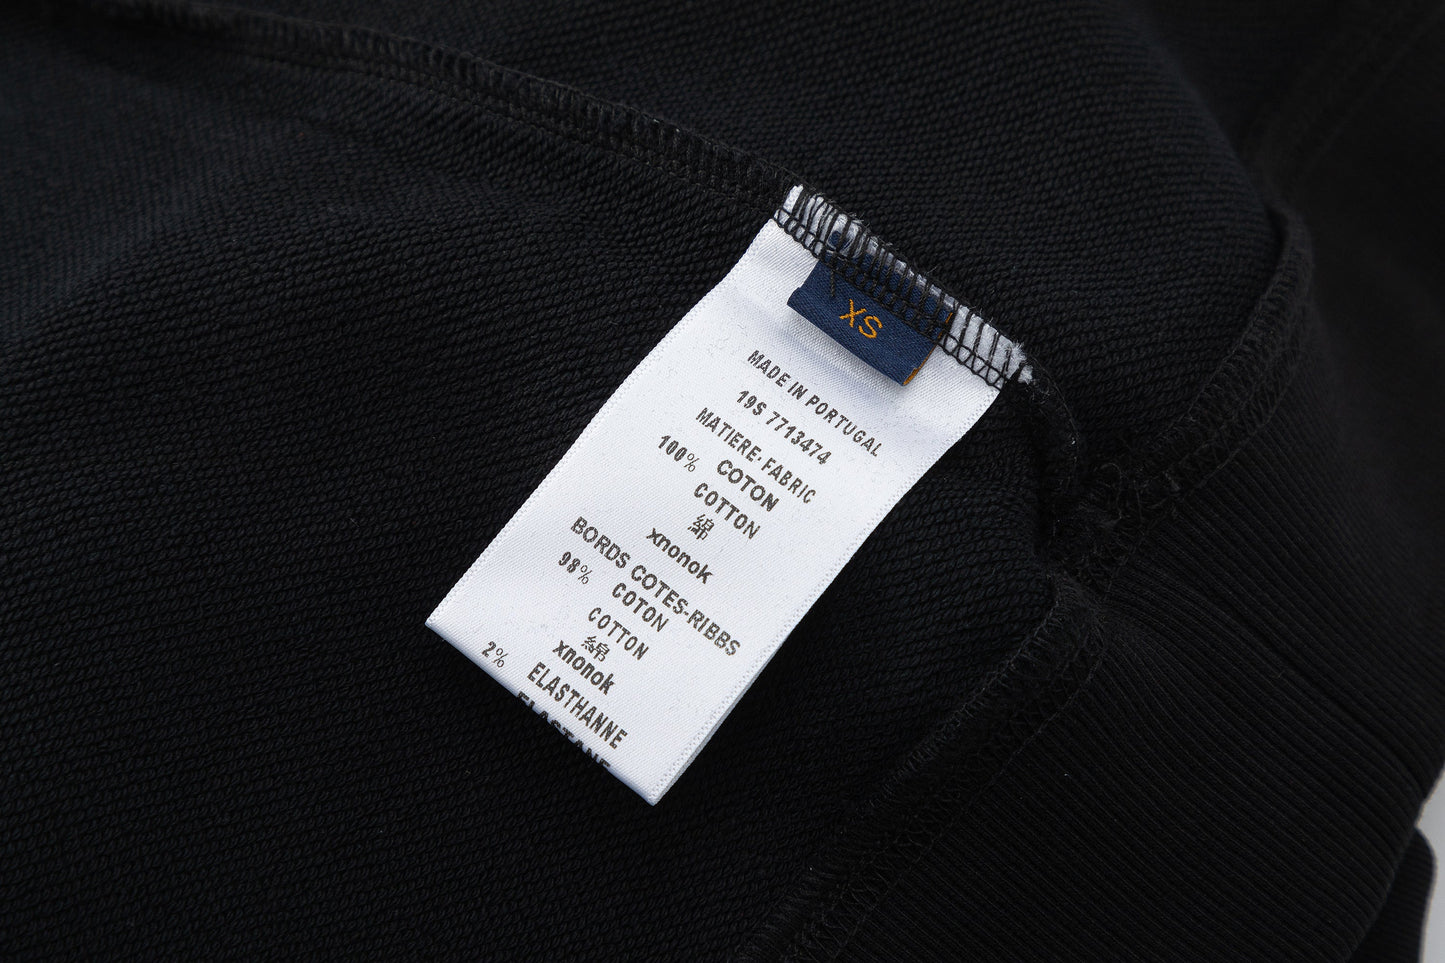 XS
MADE IN PORTUGAL
19S 7713474
MATIERE-FABRIC
100% COTON
COTTON
綿
xnonok
BORDS COTES-RIBBS
98% COTON
COTTON
綿
xnonok
2% ELASTHANNE
ELASTANE